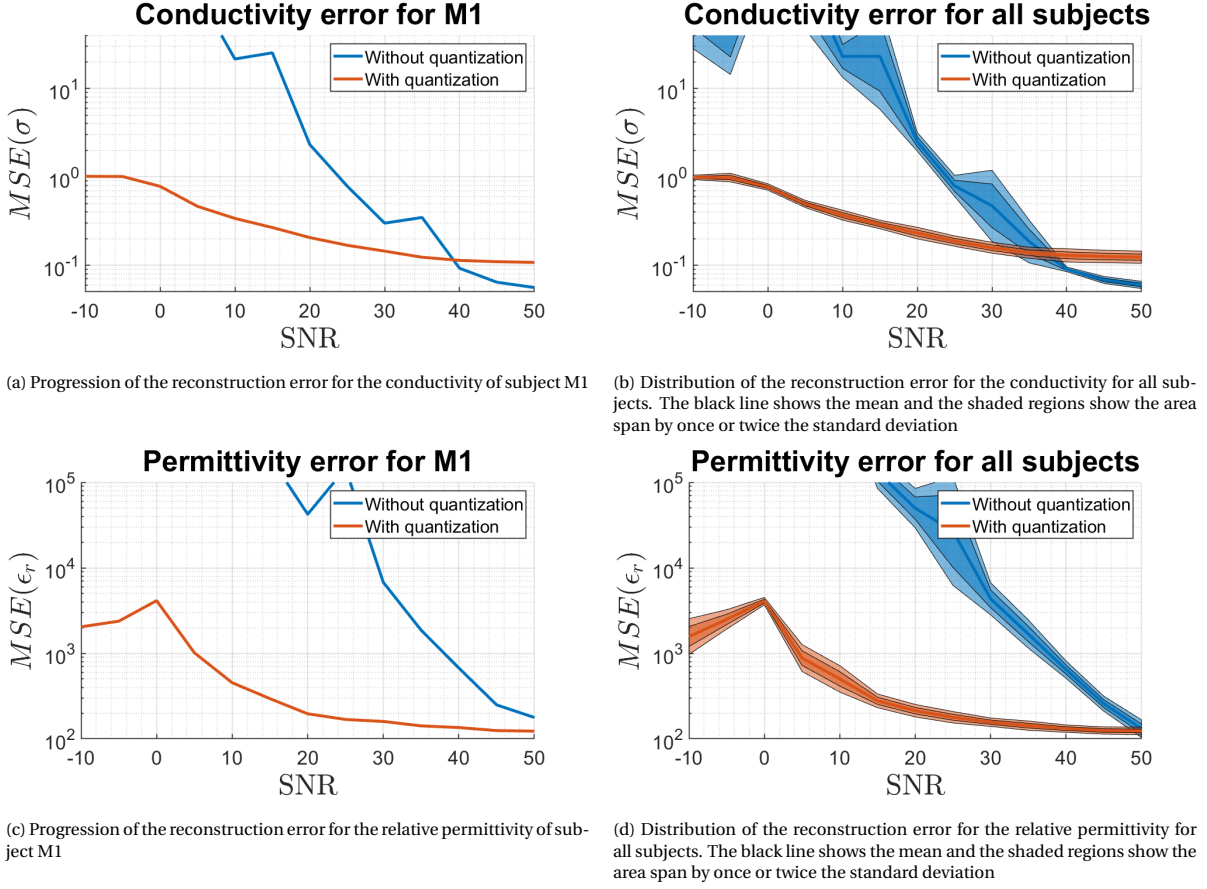 Conductivity error for M1
MSE(σ)
10^1
10^0
10^-1
Without quantization
With quantization
-10 0 10 20 30 40 50
SNR
(a) Progression of the reconstruction error for the conductivity of subject M1
Conductivity error for all subjects
MSE(σ)
10^1
10^0
10^-1
Without quantization
With quantization
-10 0 10 20 30 40 50
SNR
(b) Distribution of the reconstruction error for the conductivity for all sub-
jects. The black line shows the mean and the shaded regions show the area
span by once or twice the standard deviation
Permittivity error for M1
MSE(ϵ_r)
10^5
10^4
10^3
10^2
Without quantization
With quantization
-10 0 10 20 30 40 50
SNR
(c) Progression of the reconstruction error for the relative permittivity of sub-
ject M1
Permittivity error for all subjects
MSE(ϵ_r)
10^5
10^4
10^3
10^2
Without quantization
With quantization
-10 0 10 20 30 40 50
SNR
(d) Distribution of the reconstruction error for the relative permittivity for
all subjects. The black line shows the mean and the shaded regions show the
area span by once or twice the standard deviation